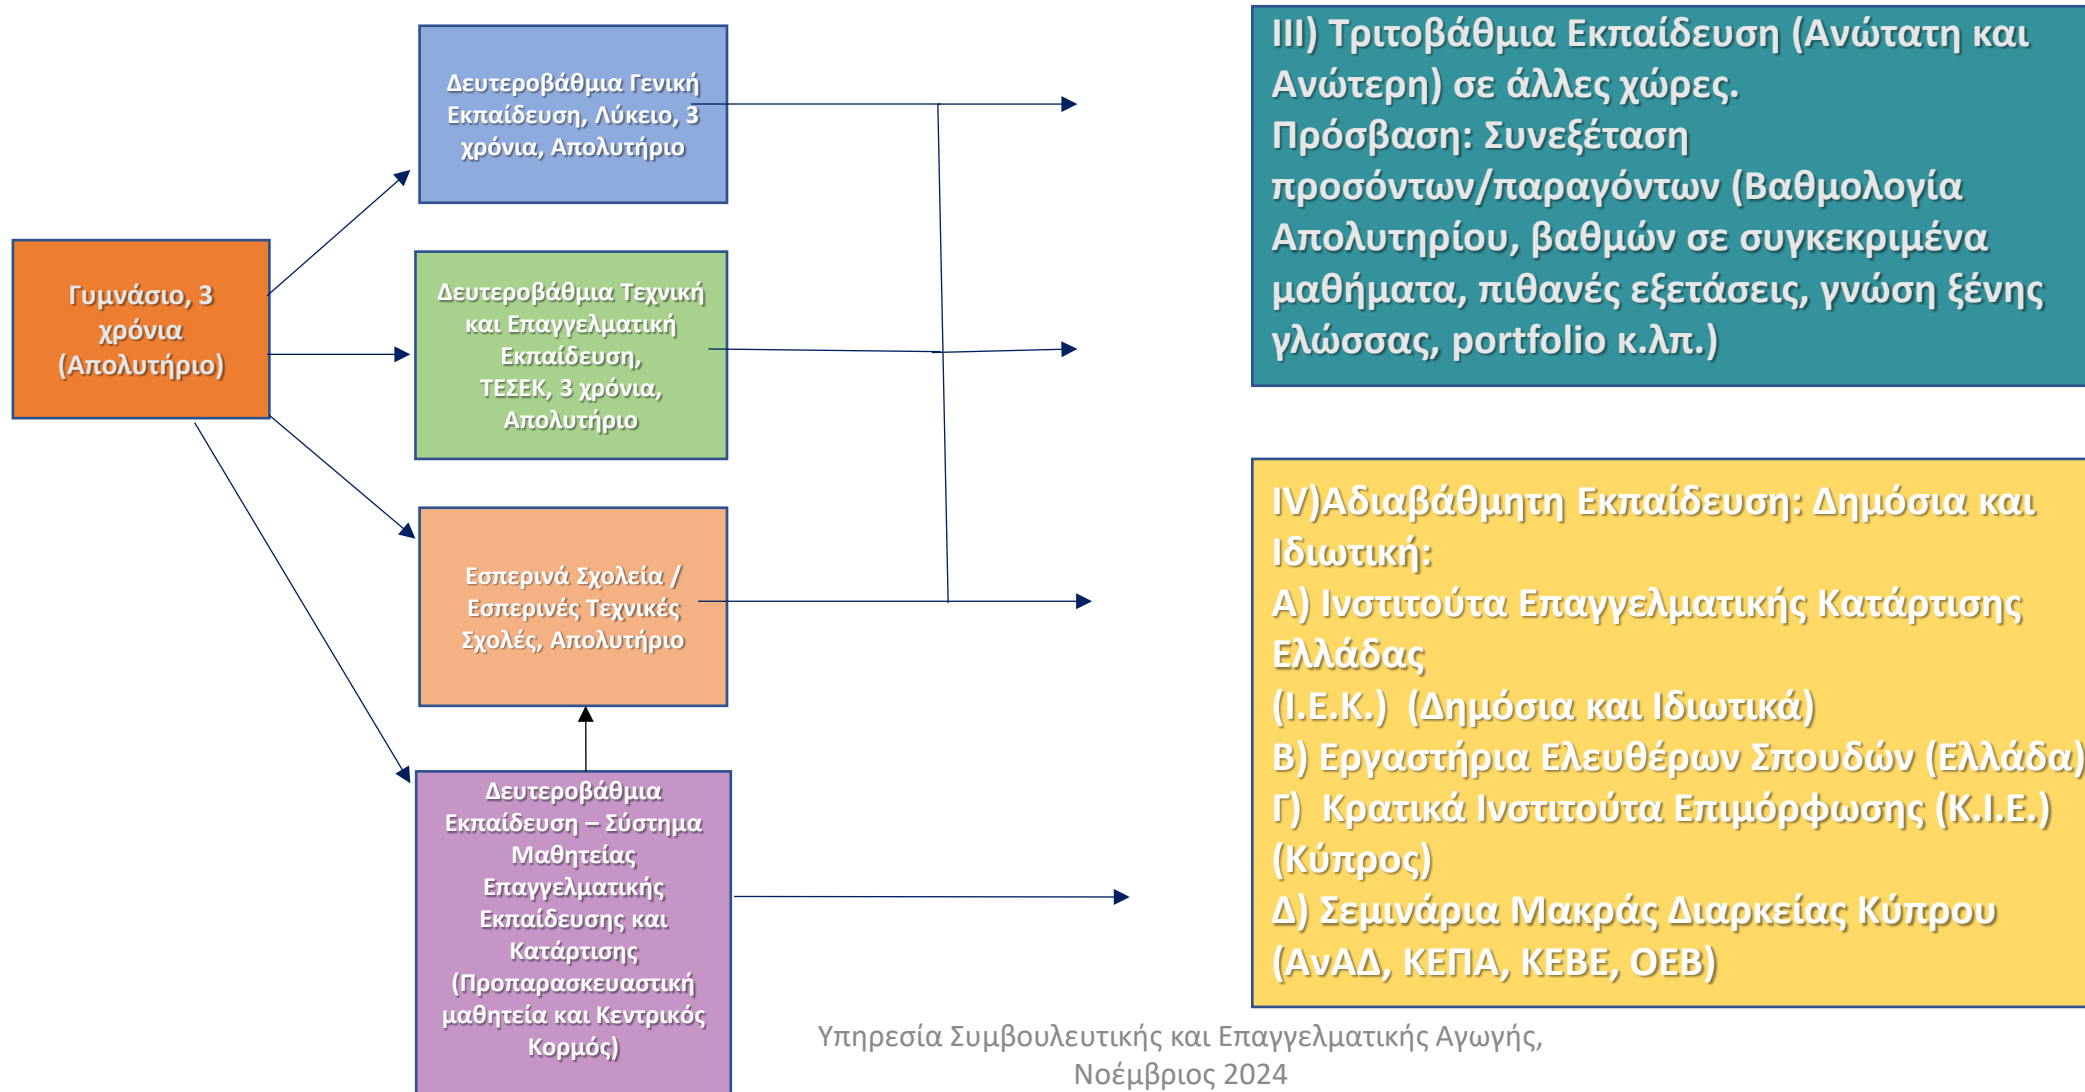 Δευτεροβάθμια Γενική
Εκπαίδευση, Λύκειο, 3
χρόνια, Απολυτήριο
Γυμνάσιο, 3
χρόνια
(Απολυτήριο)
Δευτεροβάθμια Τεχνική
και Επαγγελματική
Εκπαίδευση,
ΤΕΣΕΚ, 3 χρόνια,
Απολυτήριο
Εσπερινά Σχολεία /
Εσπερινές Τεχνικές
Σχολές, Απολυτήριο
Δευτεροβάθμια
Εκπαίδευση – Σύστημα
Μαθητείας
Επαγγελματικής
Εκπαίδευσης και
Κατάρτισης
(Προπαρασκευαστική
μαθητεία και Κεντρικός
Κορμός)
III) Τριτοβάθμια Εκπαίδευση (Ανώτατη και
Ανώτερη) σε άλλες χώρες.
Πρόσβαση: Συνεξέταση
προσόντων/παραγόντων (Βαθμολογία
Απολυτηρίου, βαθμών σε συγκεκριμένα
μαθήματα, πιθανές εξετάσεις, γνώση ξένης
γλώσσας, portfolio κ.λπ.)
IV)Αδιαβάθμητη Εκπαίδευση: Δημόσια και
Ιδιωτική:
Α) Ινστιτούτα Επαγγελματικής Κατάρτισης
Ελλάδας
(Ι.Ε.Κ.) (Δημόσια και Ιδιωτικά)
Β) Εργαστήρια Ελευθέρων Σπουδών (Ελλάδα)
Γ) Κρατικά Ινστιτούτα Επιμόρφωσης (Κ.Ι.Ε.)
(Κύπρος)
Δ) Σεμινάρια Μακράς Διαρκείας Κύπρου
(ΑνΑΔ, ΚΕΠΑ, ΚΕΒΕ, ΟΕΒ)
Υπηρεσία Συμβουλευτικής και Επαγγελματικής Αγωγής,
Νοέμβριος 2024